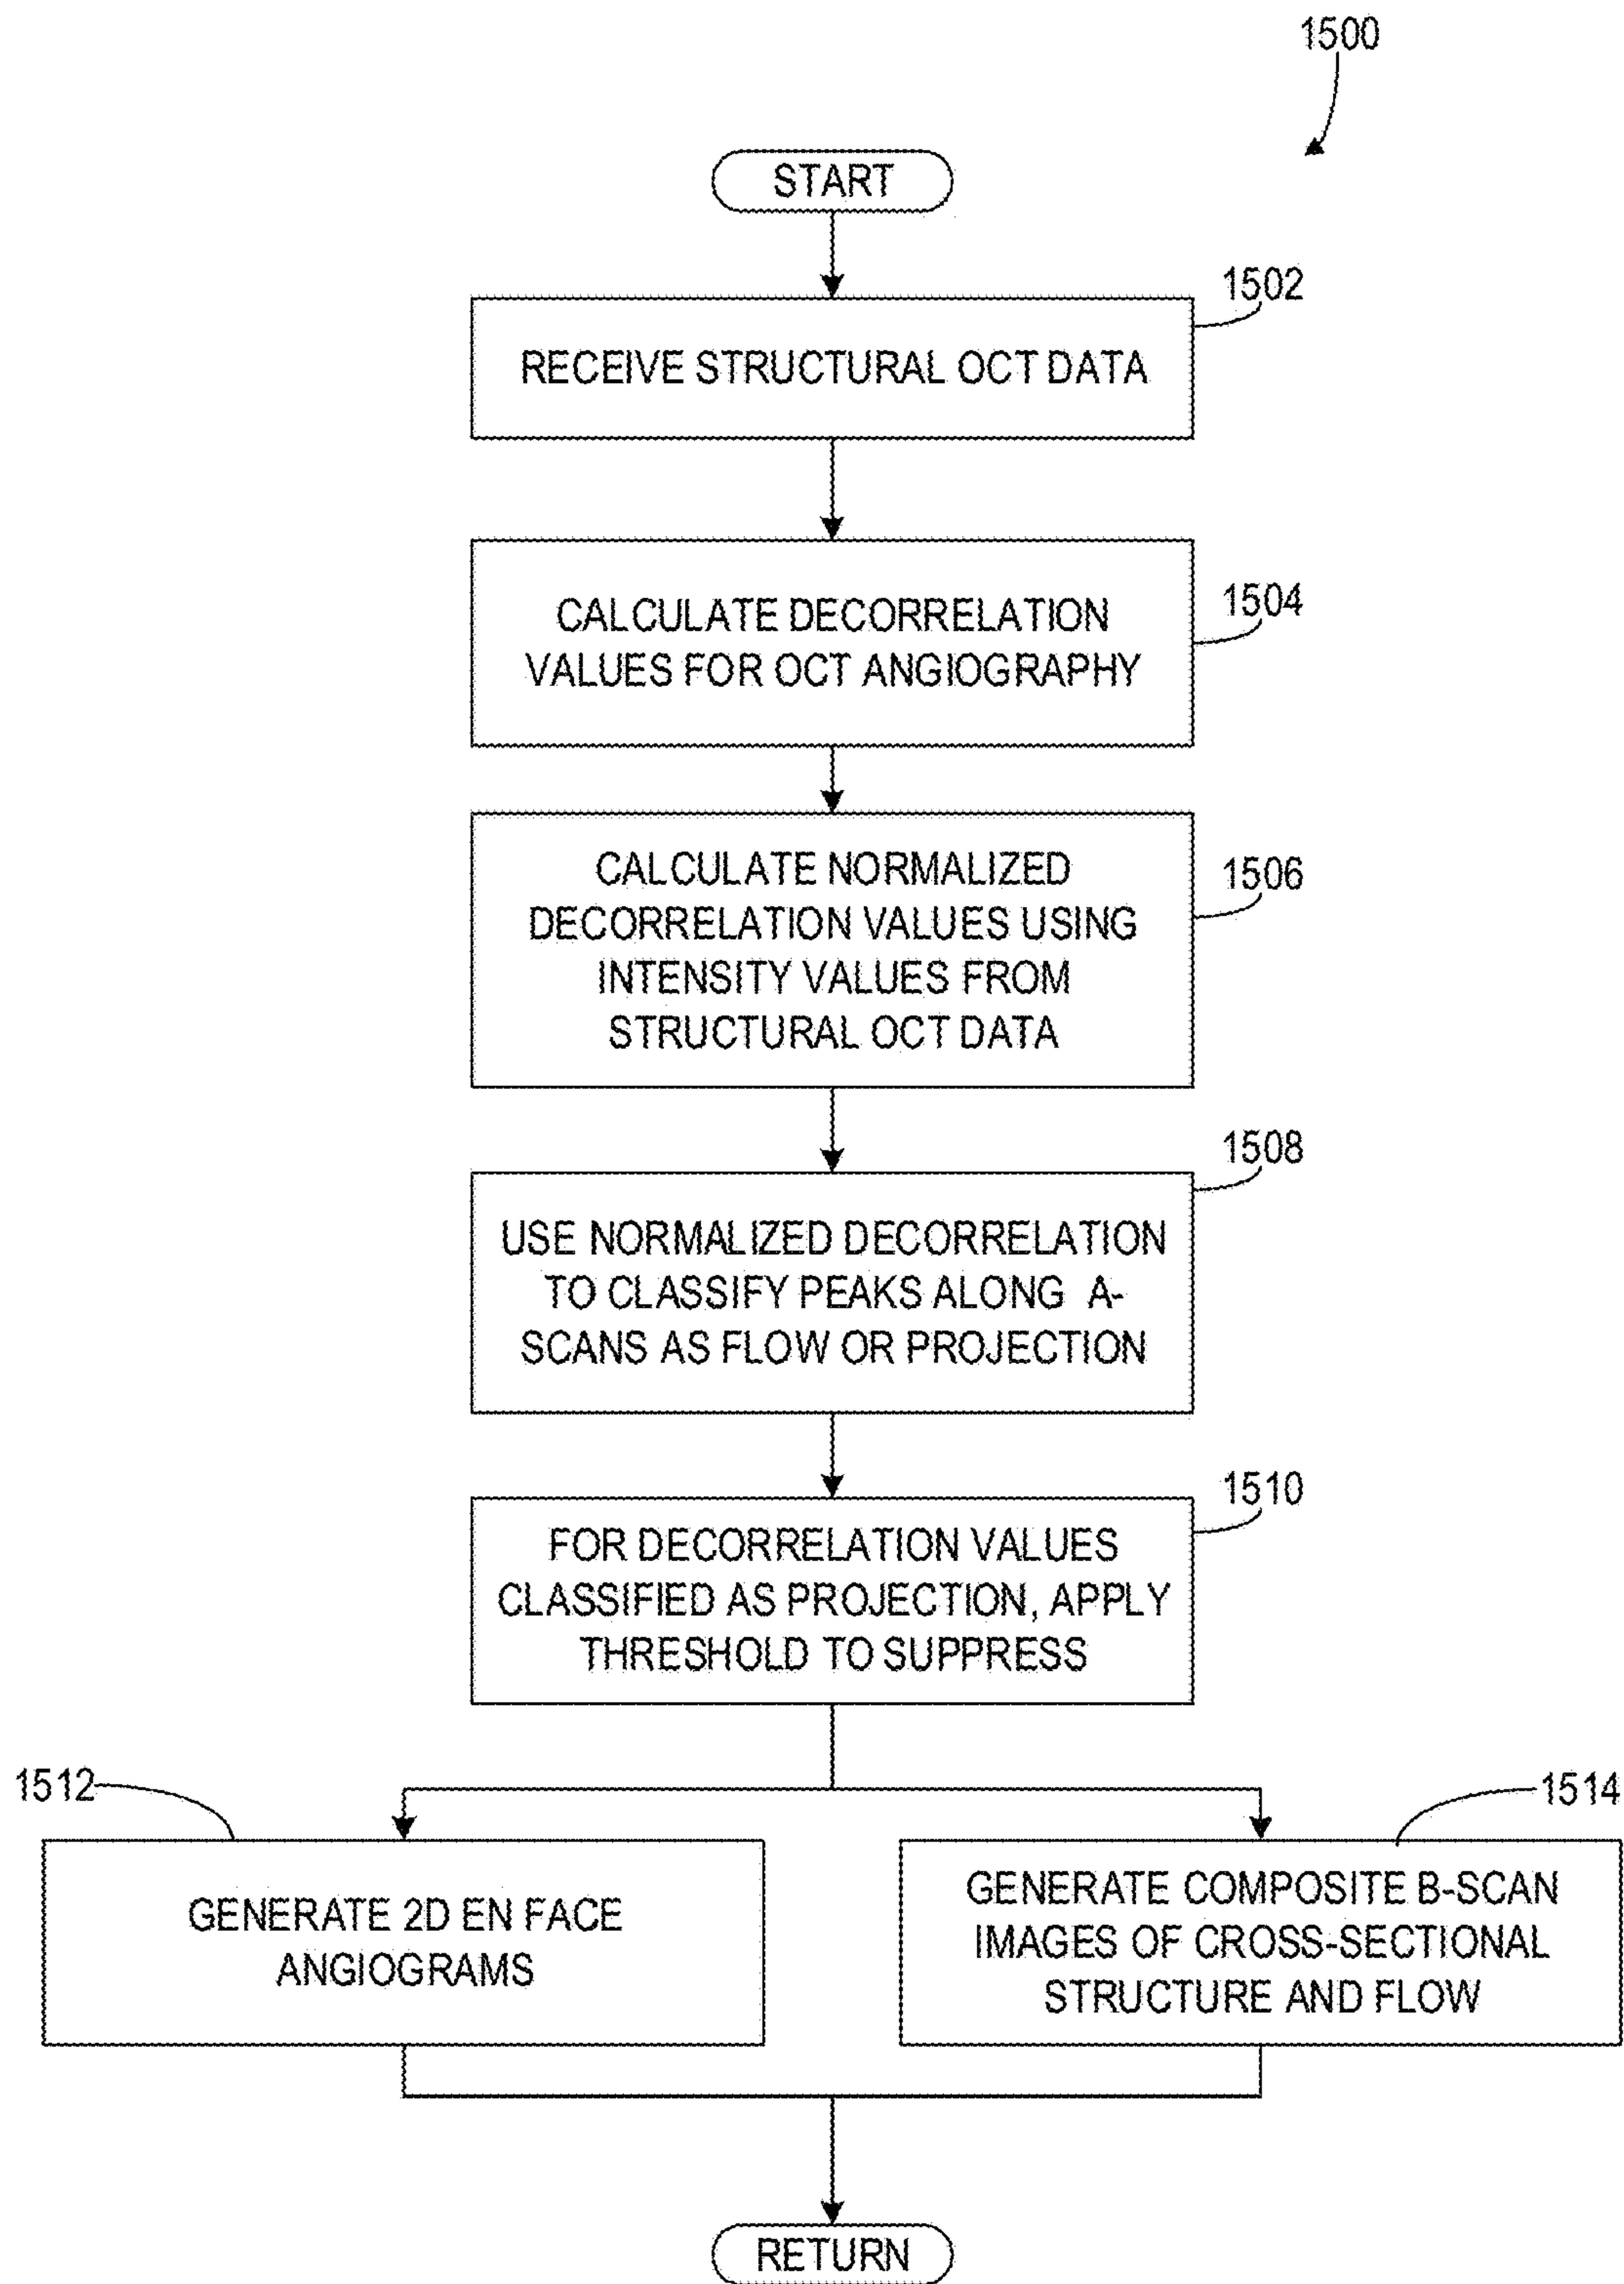 1500
START
1502
RECEIVE STRUCTURAL OCT DATA
1504
CALCULATE DECORRELATION
VALUES FOR OCT ANGIOGRAPHY
1506
CALCULATE NORMALIZED
DECORRELATION VALUES USING
INTENSITY VALUES FROM
STRUCTURAL OCT DATA
1508
USE NORMALIZED DECORRELATION
TO CLASSIFY PEAKS ALONG A-
SCANS AS FLOW OR PROJECTION
1510
FOR DECORRELATION VALUES
CLASSIFIED AS PROJECTION, APPLY
THRESHOLD TO SUPPRESS
1512
GENERATE 2D EN FACE
ANGIOGRAMS
1514
GENERATE COMPOSITE B-SCAN
IMAGES OF CROSS-SECTIONAL
STRUCTURE AND FLOW
RETURN